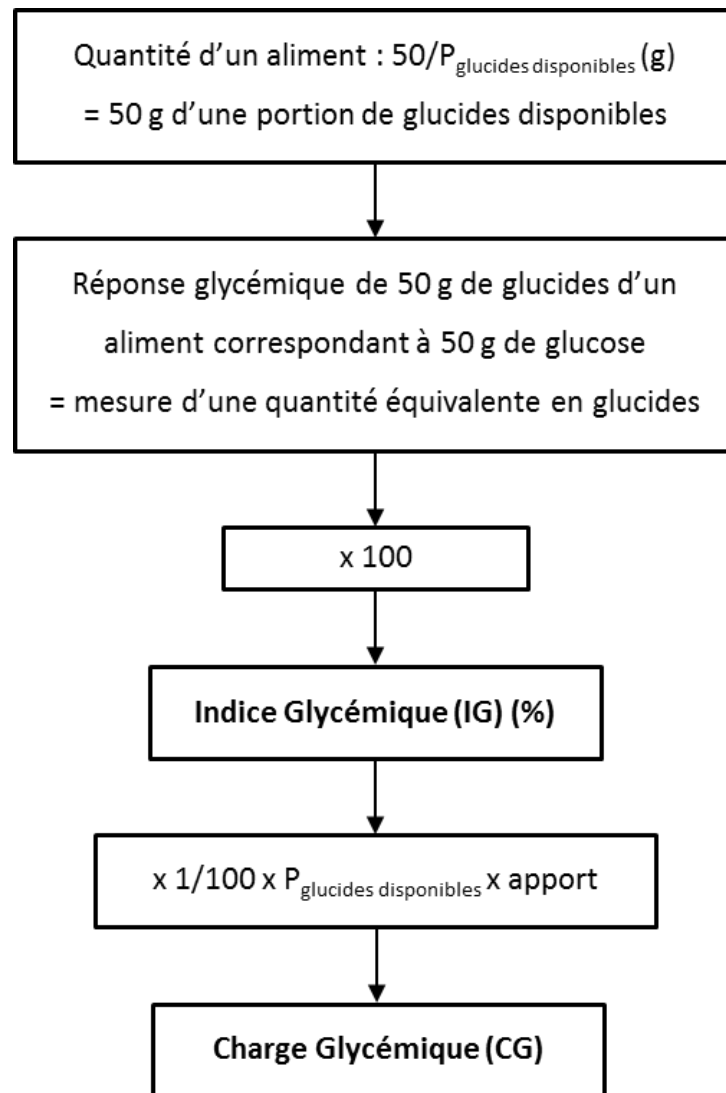 Quantité d’un aliment : 50/Pglucides disponibles (g)
= 50 g d’une portion de glucides disponibles
Réponse glycémique de 50 g de glucides d’un
aliment correspondant à 50 g de glucose
= mesure d’une quantité équivalente en glucides
x 100
Indice Glycémique (IG) (%)
x 1/100 x Pglucides disponibles x apport
Charge Glycémique (CG)